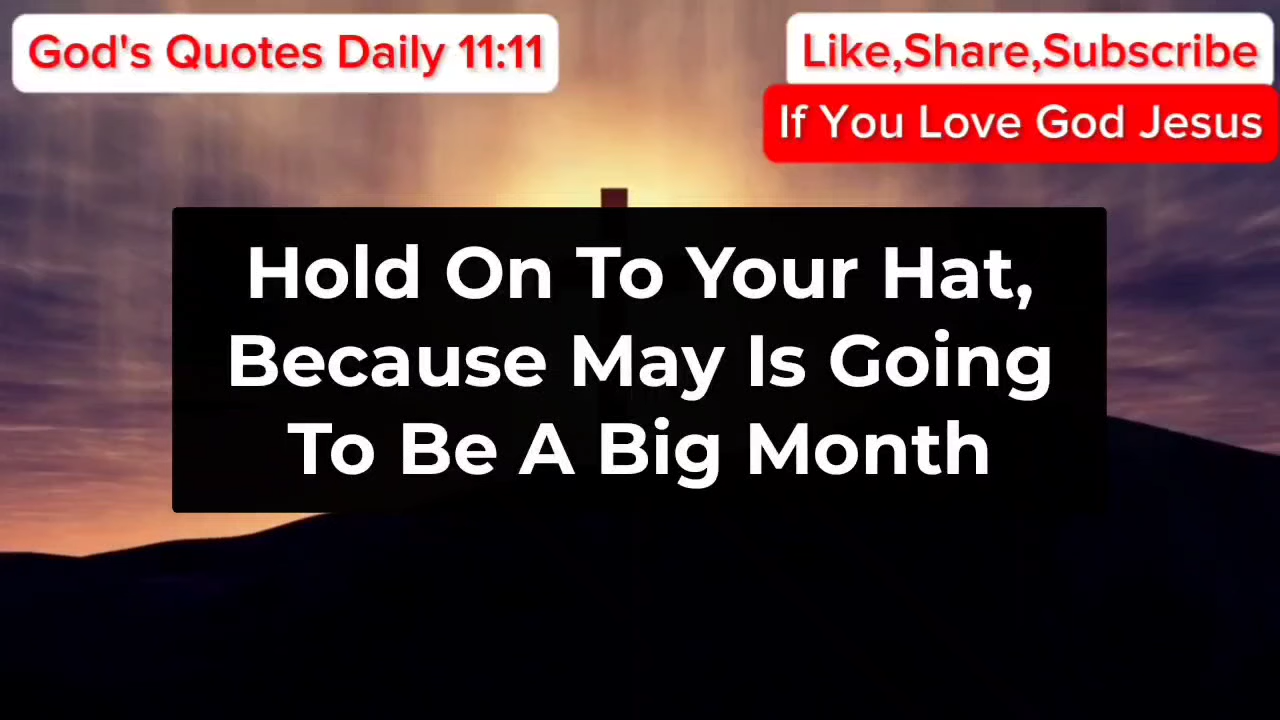 God's Quotes Daily 11:11
Like,Share,Subscribe
If You Love God Jesus
Hold On To Your Hat,
Because May Is Going
To Be A Big Month